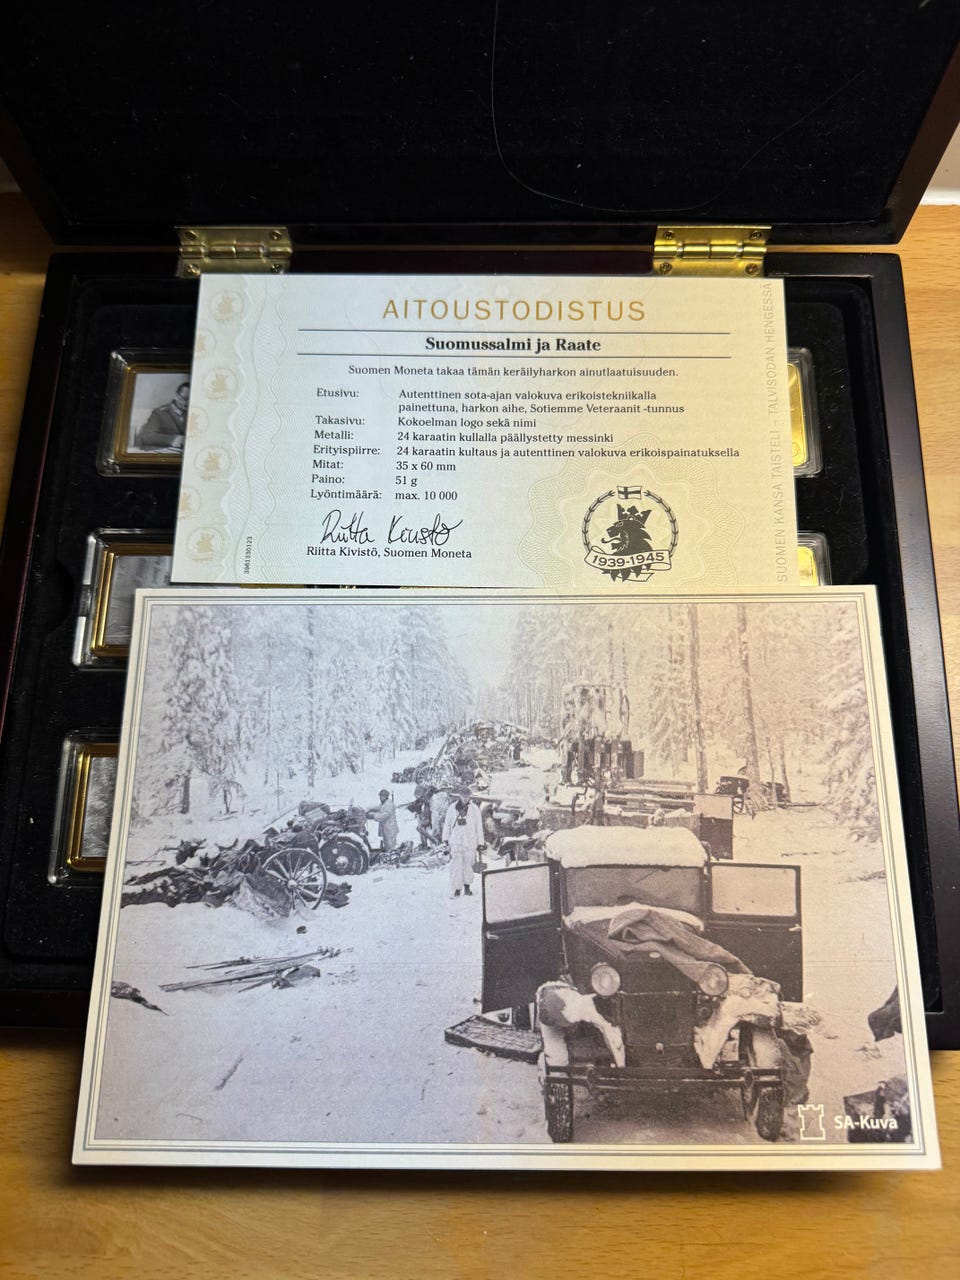 AITOUSTODISTUS
Suomussalmi ja Raate
Suomen Moneta takaa tämän keräilyharkon ainutlaatuisuuden.
Etusivu: Autenttinen sota-ajan valokuva erikoistekniikalla
painettuna, harkon aihe, Sotiemme Veteraanit -tunnus
Takasivu: Kokoelman logo sekä nimi
Metalli: 24 karaatin kullalla päällystetty messinki
Erityispiirre: 24 karaatin kultaus ja autenttinen valokuva erikoispainatuksella
Mitat: 35 x 60 mm
Paino: 51 g
Lyöntimäärä: max. 10 000
Riitta Kivistö
Riitta Kivistö, Suomen Moneta
1939-1945
3961330123
SUOMEN KANSA TAISTELI – TALVISODAN HENGESSÄ
SA-Kuva